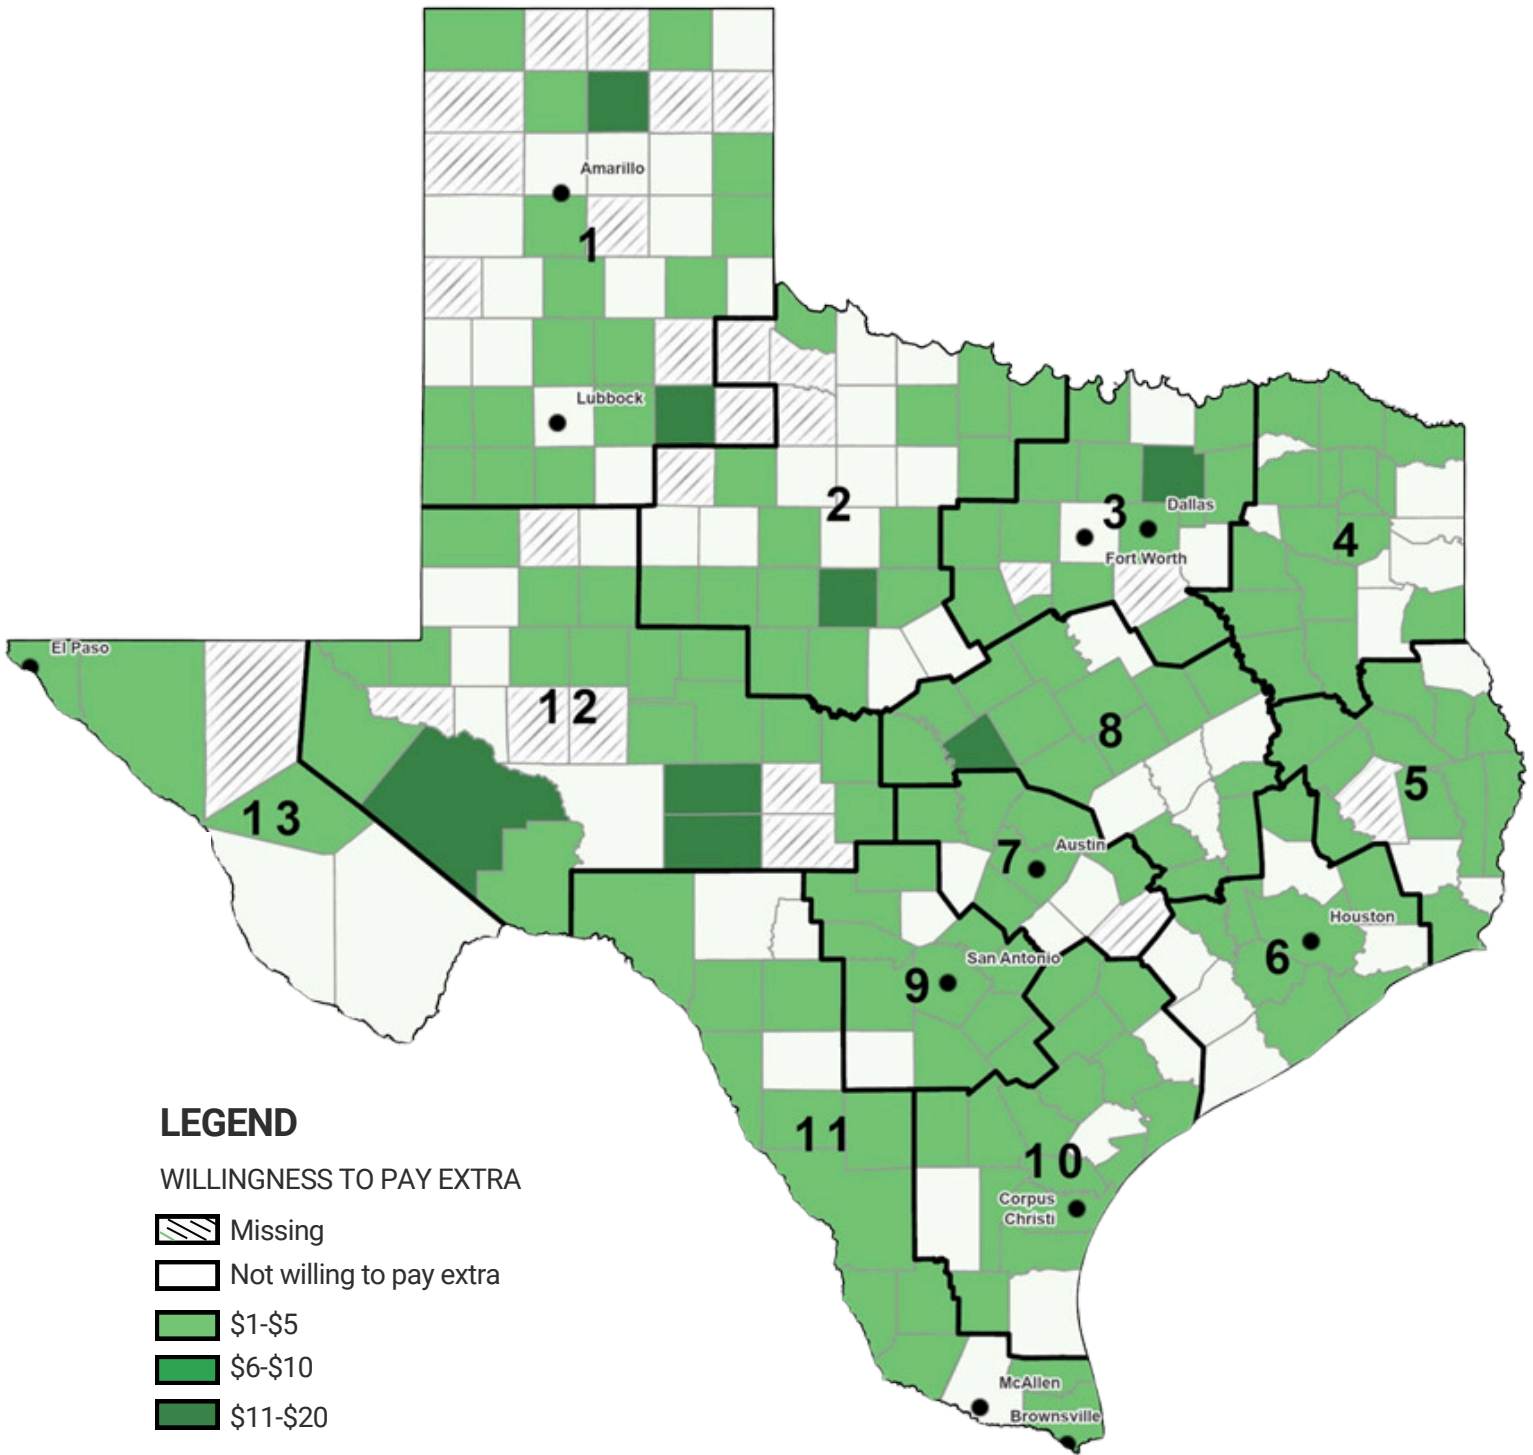 Amarillo
1
Lubbock
2
3
Dallas
Fort Worth
4
El Paso
12
8
5
13
7
Austin
Houston
6
San Antonio
9
11
10
Corpus
Christi
McAllen
Brownsville
LEGEND
WILLINGNESS TO PAY EXTRA
Missing
Not willing to pay extra
$1-$5
$6-$10
$11-$20